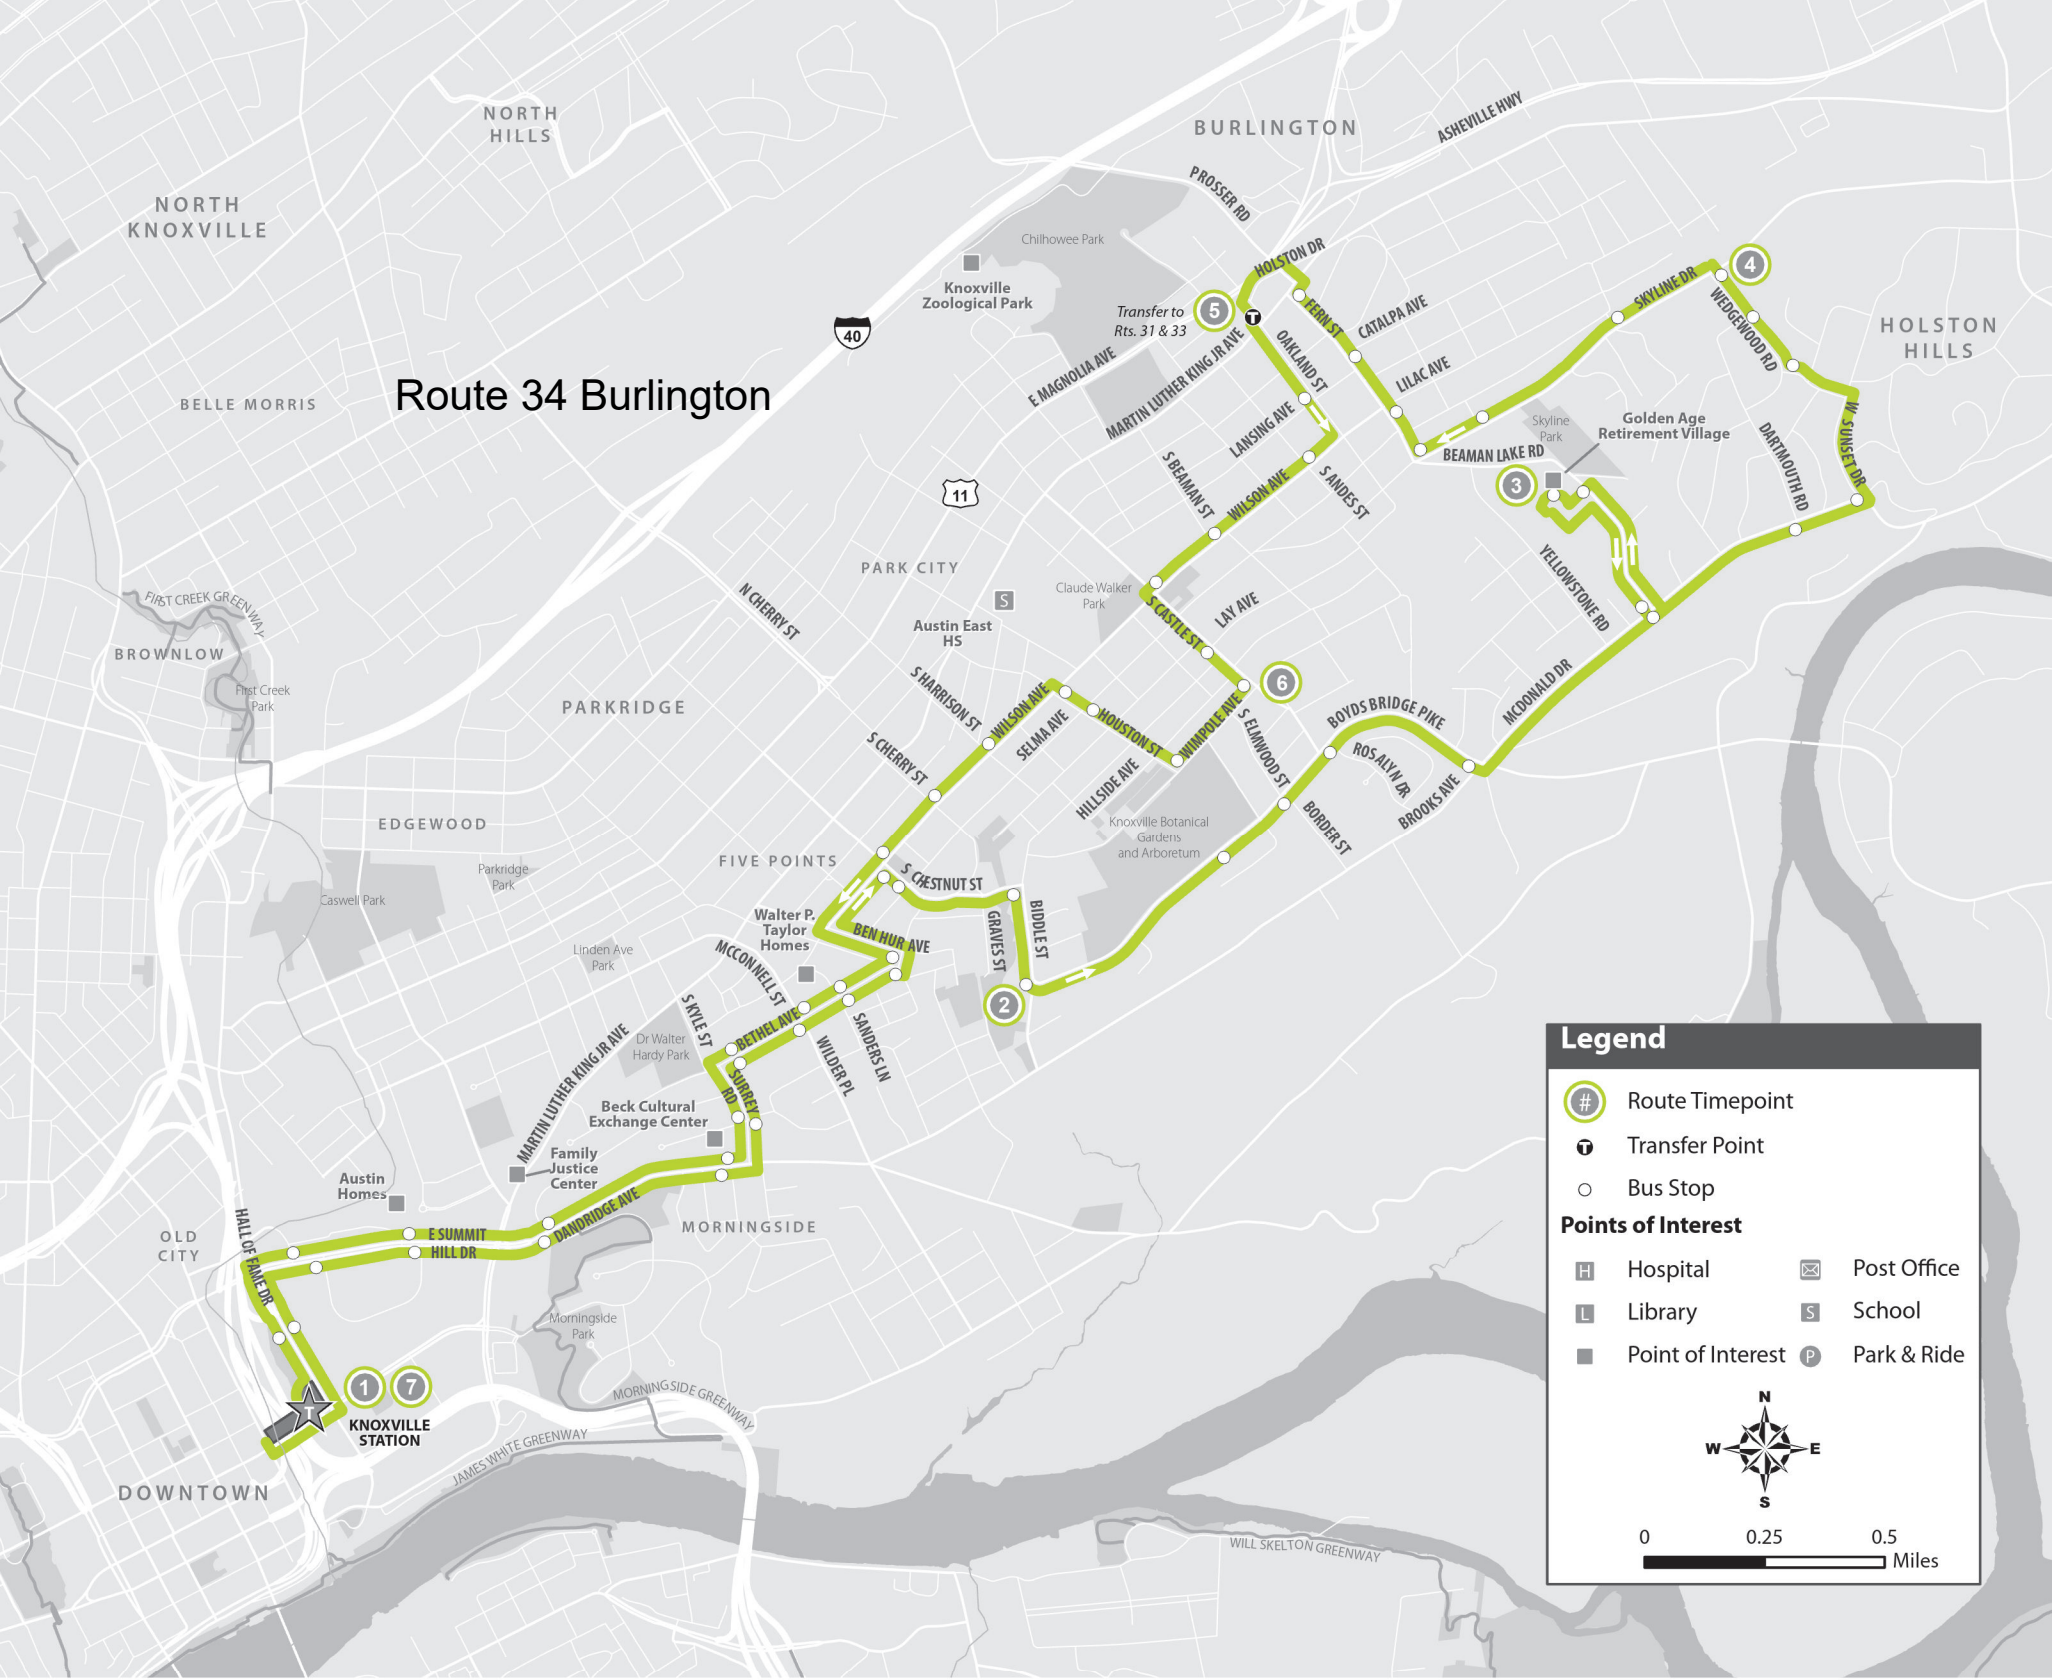 NORTH
HILLS
BURLINGTON
ASHEVILLE HWY
PROSSER RD
NORTH
KNOXVILLE
Chilhowee Park
HOLSTON DR
Knoxville
Zoological Park
4
SKYLINE DR
WEDGEWOOD RD
HOLSTON
HILLS
Transfer to
Rts. 31 & 33
5
T
FERN ST
CATALPA AVE
OAKLAND ST
40
E MAGNOLIA AVE
MARTIN LUTHER KING JR AVE
LILAC AVE
Route 34 Burlington
BELLE MORRIS
LANSING AVE
Skyline
Park
Golden Age
Retirement Village
W SUNSET DR
DARTMOUTH RD
BEAMAN LAKE RD
3
S BEAMAN ST
WILSON AVE
S ANDES ST
11
YELLOWSTONE RD
PARK CITY
N CHERRY ST
S
Austin East
HS
Claude Walker
Park
S CASTLE ST
LAY AVE
FIRST CREEK GREENWAY
BROWNLOW
First Creek
Park
PARKRIDGE
S HARRISON ST
WILSON AVE
SELMA AVE
HOUSTON ST
WIMPOLE AVE
6
S ELMWOOD ST
BOYDS BRIDGE PIKE
MCDONALD DR
ROSALYN DR
BROOKS AVE
S CHERRY ST
HILLSIDE AVE
BORDER ST
Knoxville Botanical
Gardens
and Arboretum
EDGEWOOD
FIVE POINTS
Parkridge
Park
Caswell Park
S CHESTNUT ST
GRAVES ST
BIDDLE ST
Walter P.
Taylor
Homes
BEN HUR AVE
Linden Ave
Park
MCCONNELL ST
2
S KYLE ST
BETHEL AVE
SANDERS LN
WILDER PL
Dr Walter
Hardy Park
MARTIN LUTHER KING JR AVE
SURREY
RD
Beck Cultural
Exchange Center
Family
Justice
Center
Austin
Homes
DANDRIDGE AVE
MORNINGSIDE
OLD
CITY
HALL OF FAME DR
E SUMMIT
HILL DR
Morningside
Park
1
7
T
KNOXVILLE
STATION
MORNINGSIDE GREENWAY
JAMES WHITE GREENWAY
DOWNTOWN
WILL SKELTON GREENWAY
Legend
# Route Timepoint
T Transfer Point
Bus Stop
Points of Interest
H Hospital
Post Office
L Library
S School
Point of Interest
P Park & Ride
N
W E
S
0 0.25 0.5
Miles